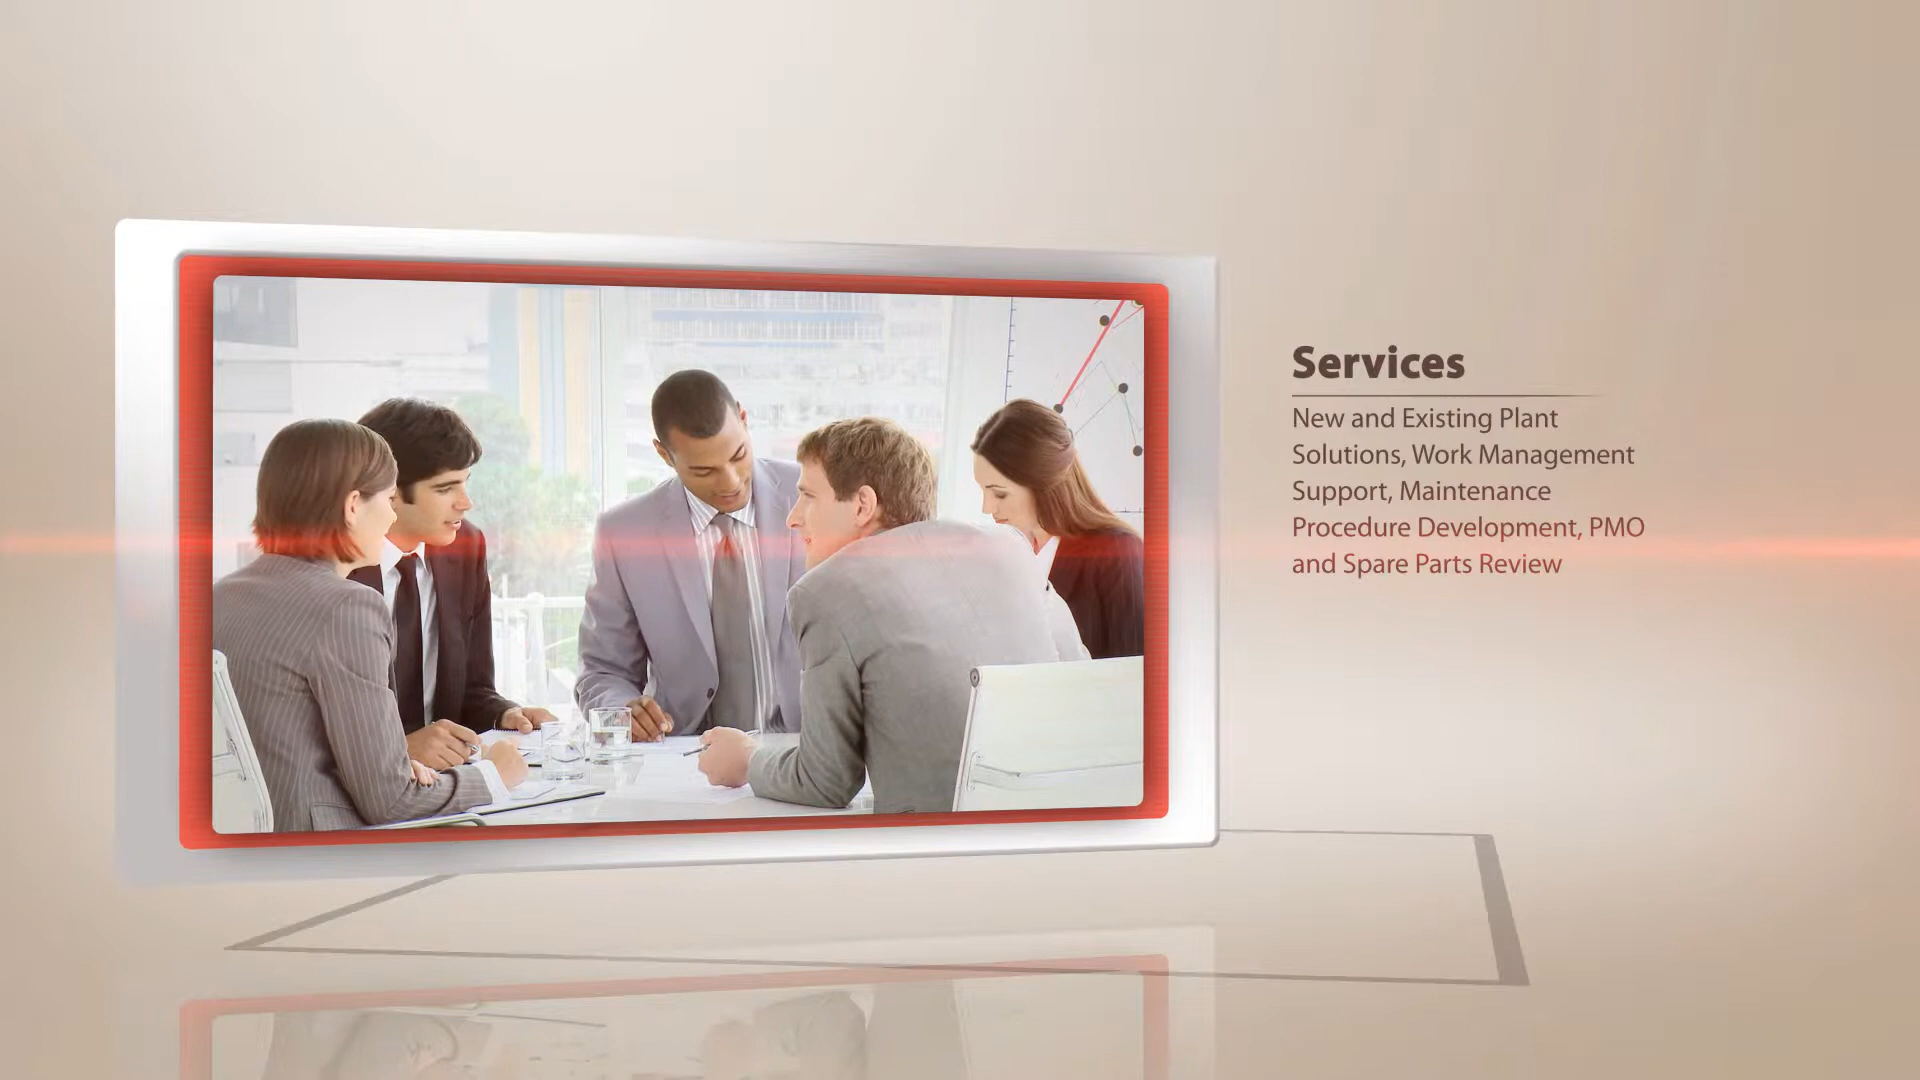 Services
New and Existing Plant
Solutions, Work Management
Support, Maintenance
Procedure Development, PMO
and Spare Parts Review